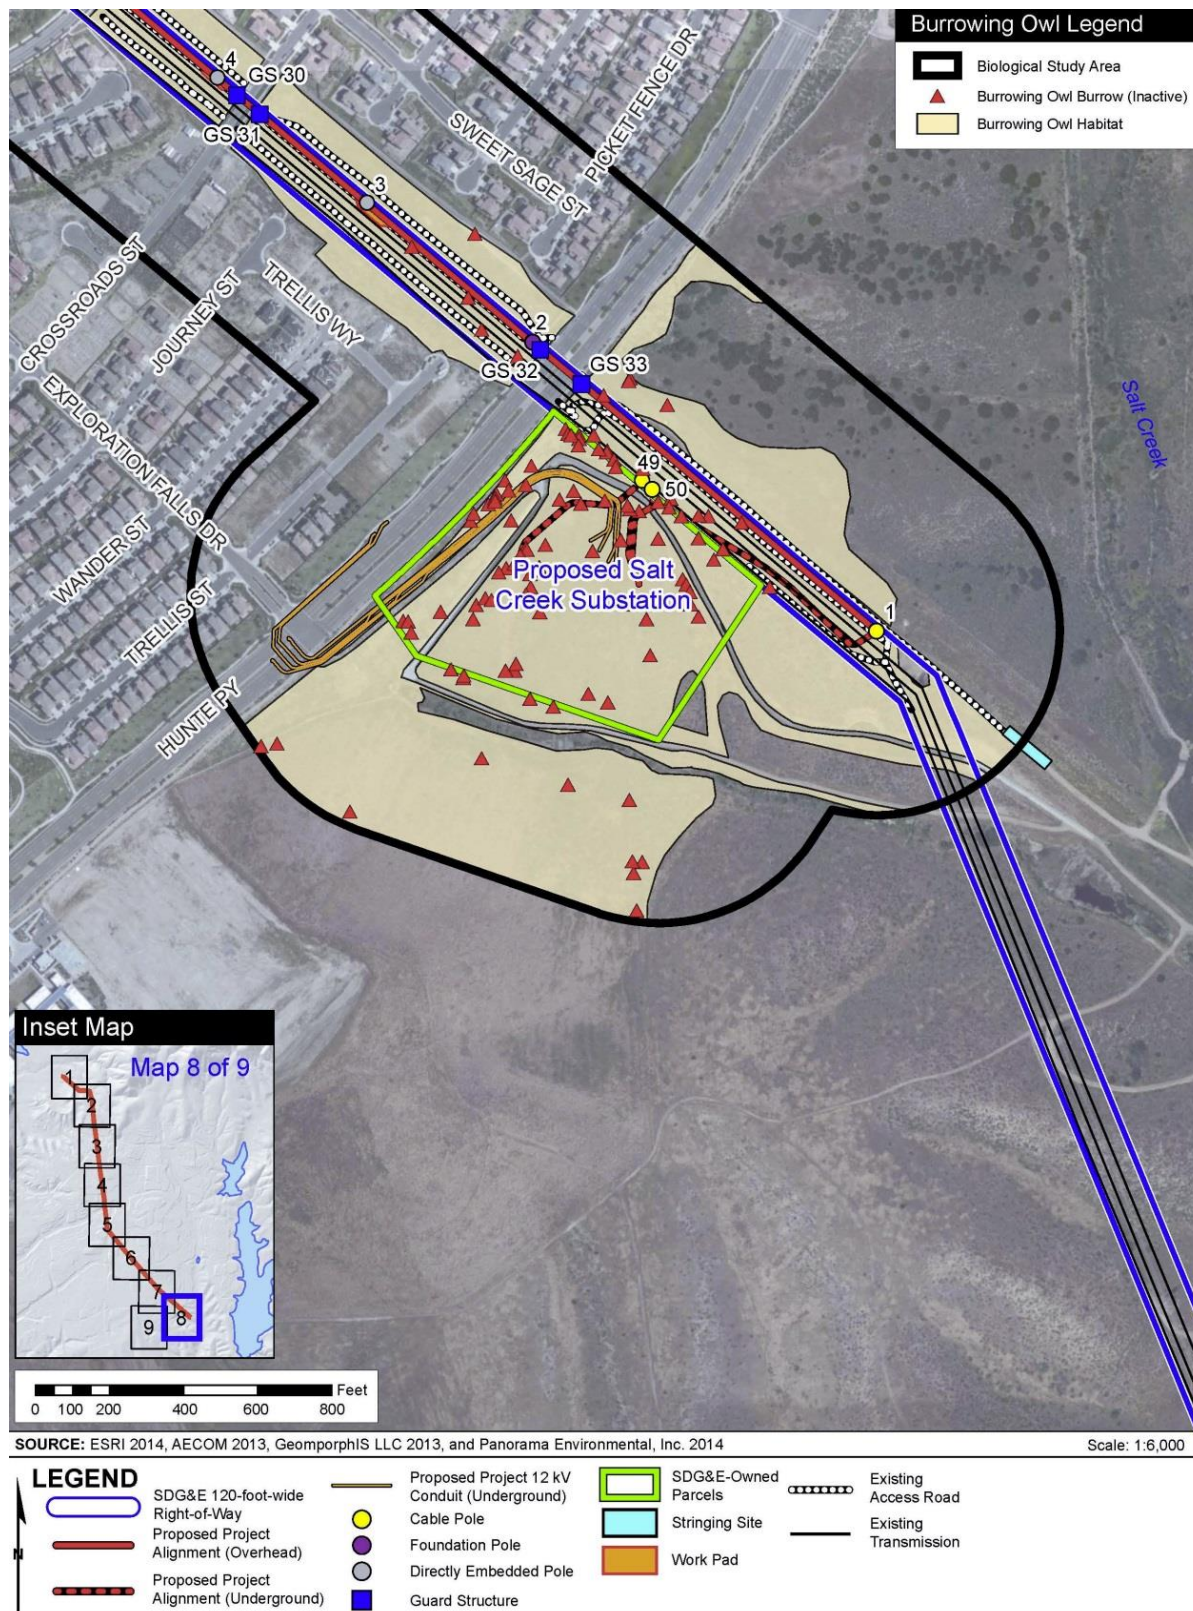 Burrowing Owl Legend
Biological Study Area
Burrowing Owl Burrow (Inactive)
Burrowing Owl Habitat
4
GS 30
GS 31
3
PICKET FENCE DR
SWEET SAGE ST
CROSSROADS ST
JOURNEY ST
TRELLIS WY
2
GS 32
GS 33
Salt Creek
EXPLORATION FALLS DR
49
50
WANDER ST
Proposed Salt
Creek Substation
TRELLIS ST
1
HUNTE PY
Inset Map
Map 8 of 9
1
2
3
4
5
6
7
8
9
Feet
0 100 200 400 600 800
SOURCE: ESRI 2014, AECOM 2013, GeomporphIS LLC 2013, and Panorama Environmental, Inc. 2014
Scale: 1:6,000
LEGEND
N
SDG&E 120-foot-wide
Right-of-Way
Proposed Project
Alignment (Overhead)
Proposed Project
Alignment (Underground)
Proposed Project 12 kV
Conduit (Underground)
Cable Pole
Foundation Pole
Directly Embedded Pole
Guard Structure
SDG&E-Owned
Parcels
Stringing Site
Work Pad
Existing
Access Road
Existing
Transmission